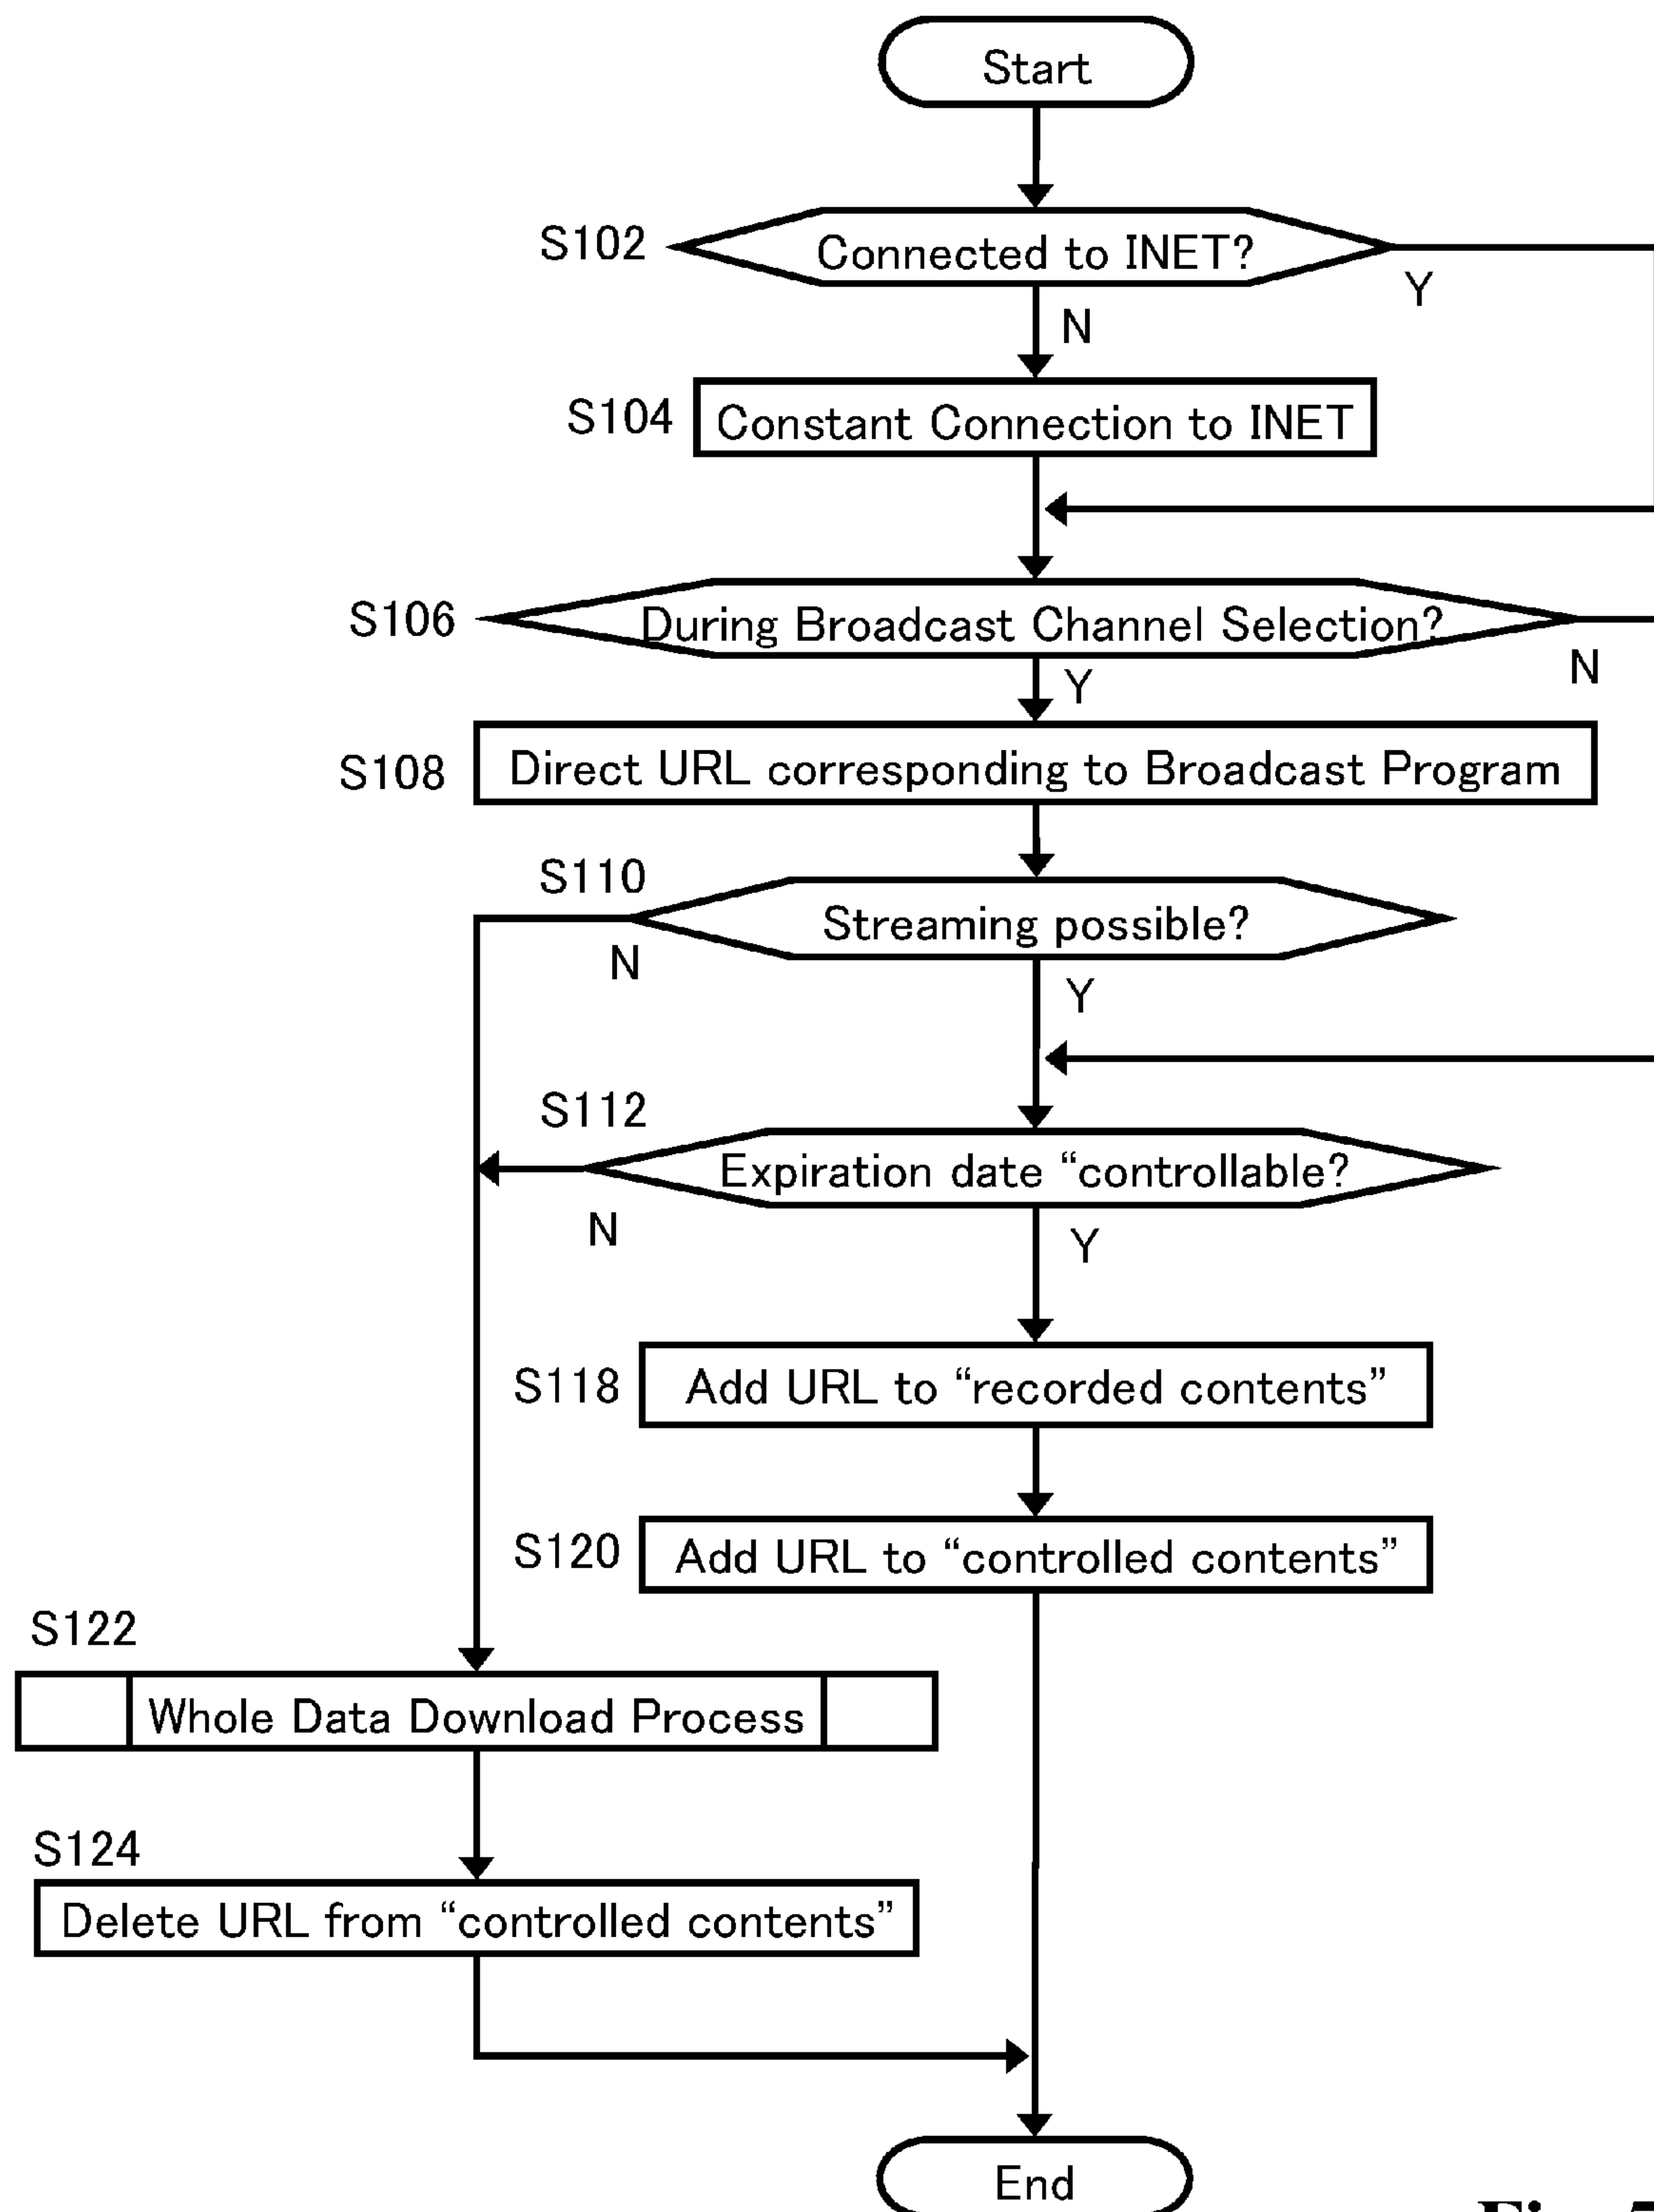 Start
S102
Connected to INET?
Y
N
S104
Constant Connection to INET
S106
During Broadcast Channel Selection?
N
Y
S108
Direct URL corresponding to Broadcast Program
S110
Streaming possible?
N
Y
S112
Expiration date “controllable?
N
Y
S118
Add URL to “recorded contents”
S120
Add URL to “controlled contents”
S122
Whole Data Download Process
S124
Delete URL from “controlled contents”
End